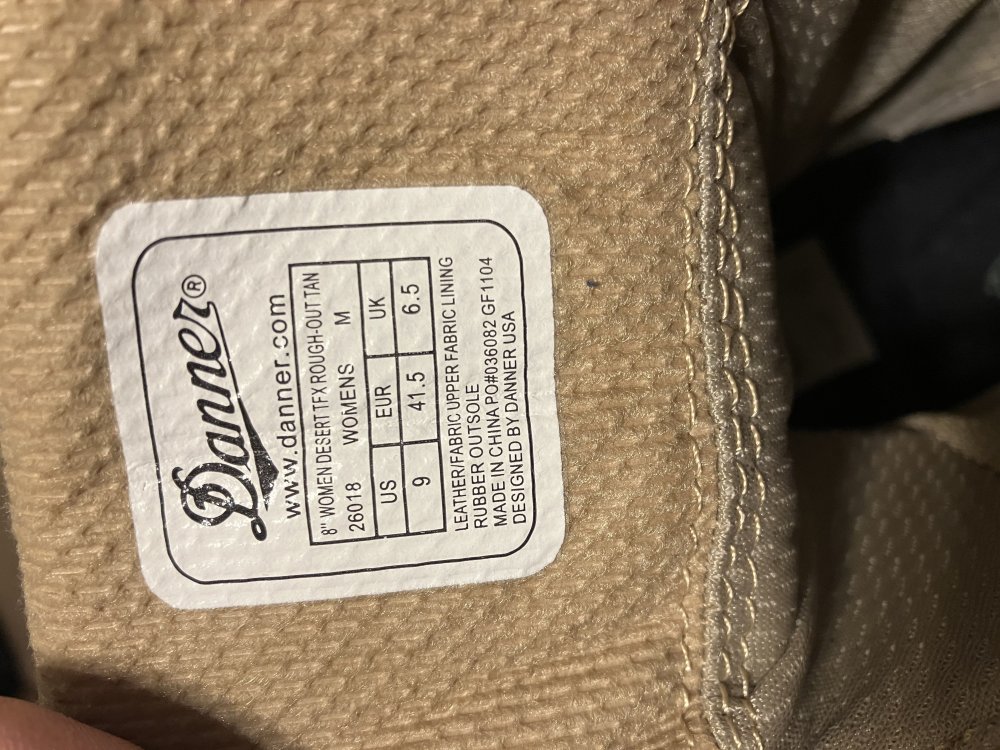 Danner®
www.danner.com
8" WOMEN DESERT TFX ROUGH-OUT TAN
26018 WOMENS M
US EUR UK
9 41.5 6.5
LEATHER/FABRIC UPPER FABRIC LINING
RUBBER OUTSOLE
MADE IN CHINA PO#036082 GF1104
DESIGNED BY DANNER USA